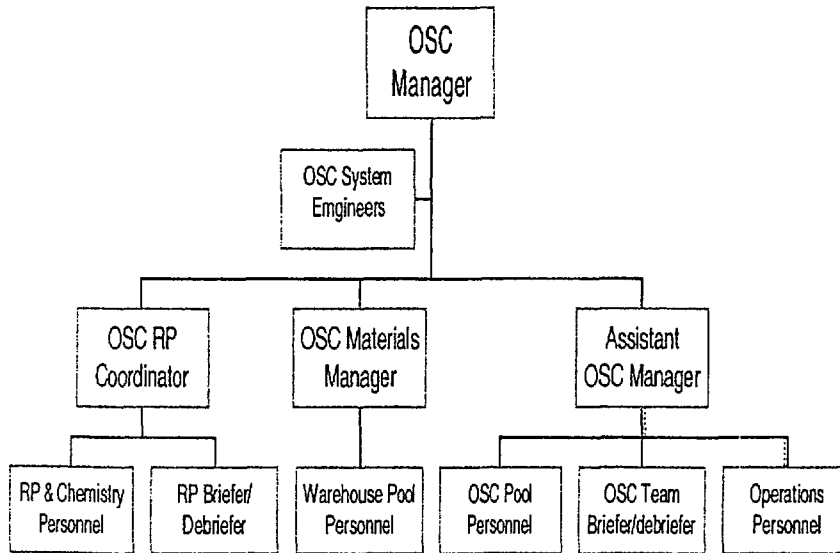 OSC
Manager
OSC System
Emgineers
OSC RP
Coordinator
OSC Materials
Manager
Assistant
OSC Manager
RP & Chemistry
Personnel
RP Briefer/
Debriefer
Warehouse Pool
Personnel
OSC Pool
Personnel
OSC Team
Briefer/debriefer
Operations
Personnel